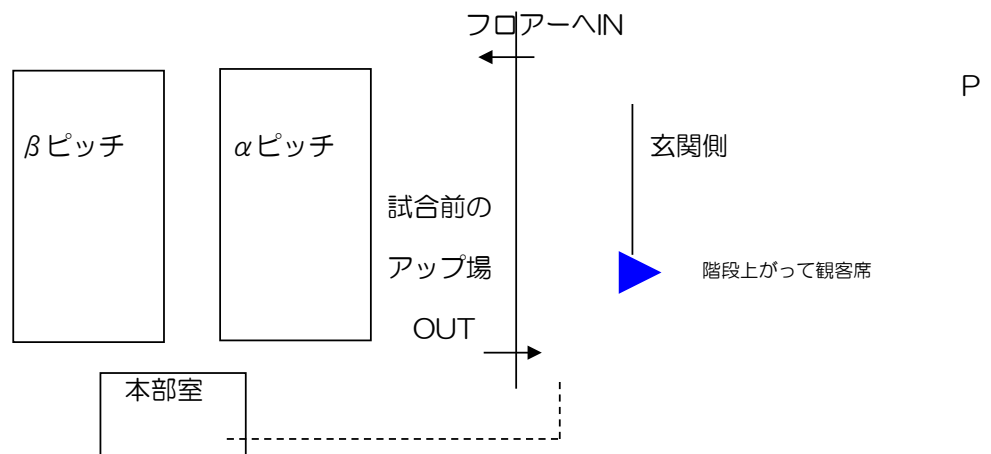 フロアーへIN
P
βピッチ
αピッチ
玄関側
試合前の
アップ場
階段上がって観客席
OUT
本部室